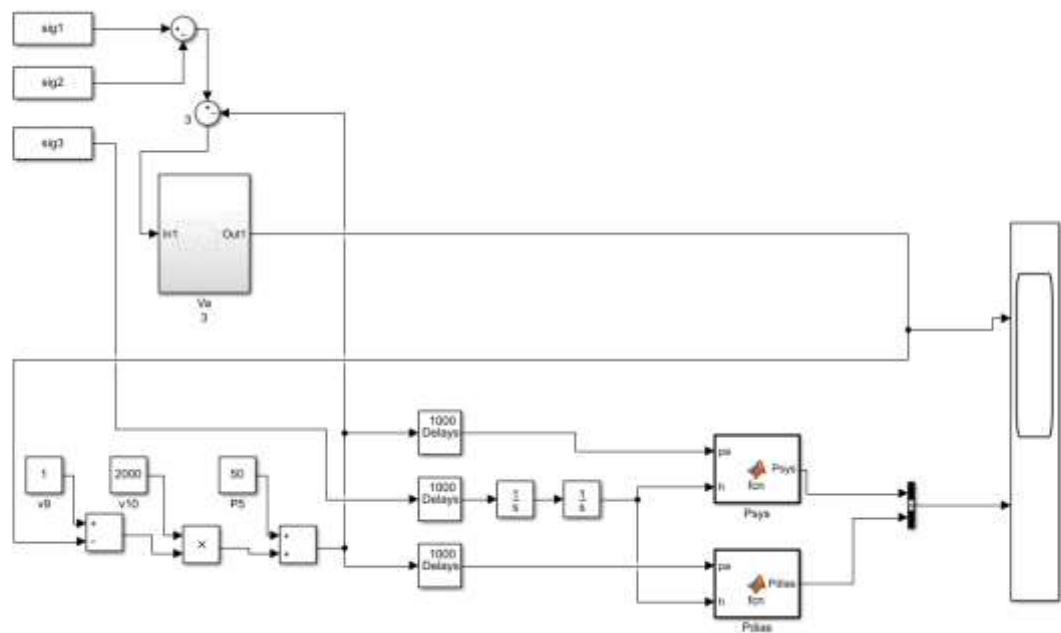 sig1
sig2
3
sig3
In1
Out1
Va
3
1
v9
2000
v10
50
P5
1000
Delays
1000
Delays
1
s
1
s
1000
Delays
pa
h
Psys
fcn
Psys
pa
h
Pdias
fcn
Pdias
+
−
+
−
+
−
×
+
+